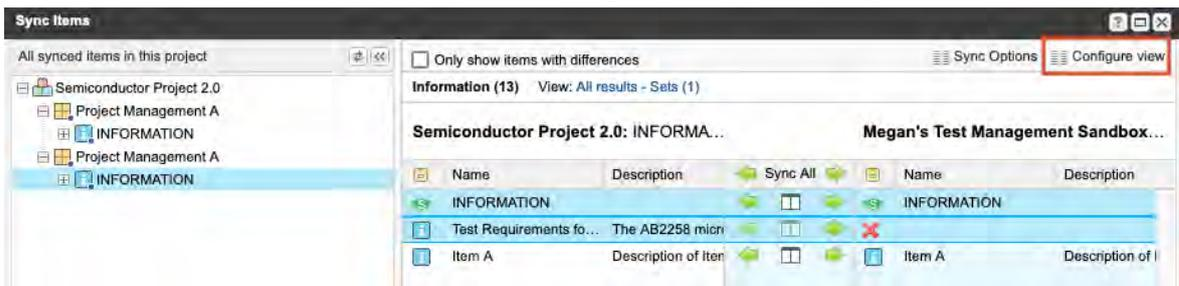 Sync Items
All synced items in this project
Semiconductor Project 2.0
Project Management A
INFORMATION
Project Management A
INFORMATION
Only show items with differences Sync Options Configure view
Information (13) View: All results - Sets (1)
Semiconductor Project 2.0: INFORMA... Megan's Test Management Sandbox...
Name Description Sync All Name Description
INFORMATION INFORMATION
Test Requirements fo... The AB2258 micr
Item A Description of Iter Item A Description of